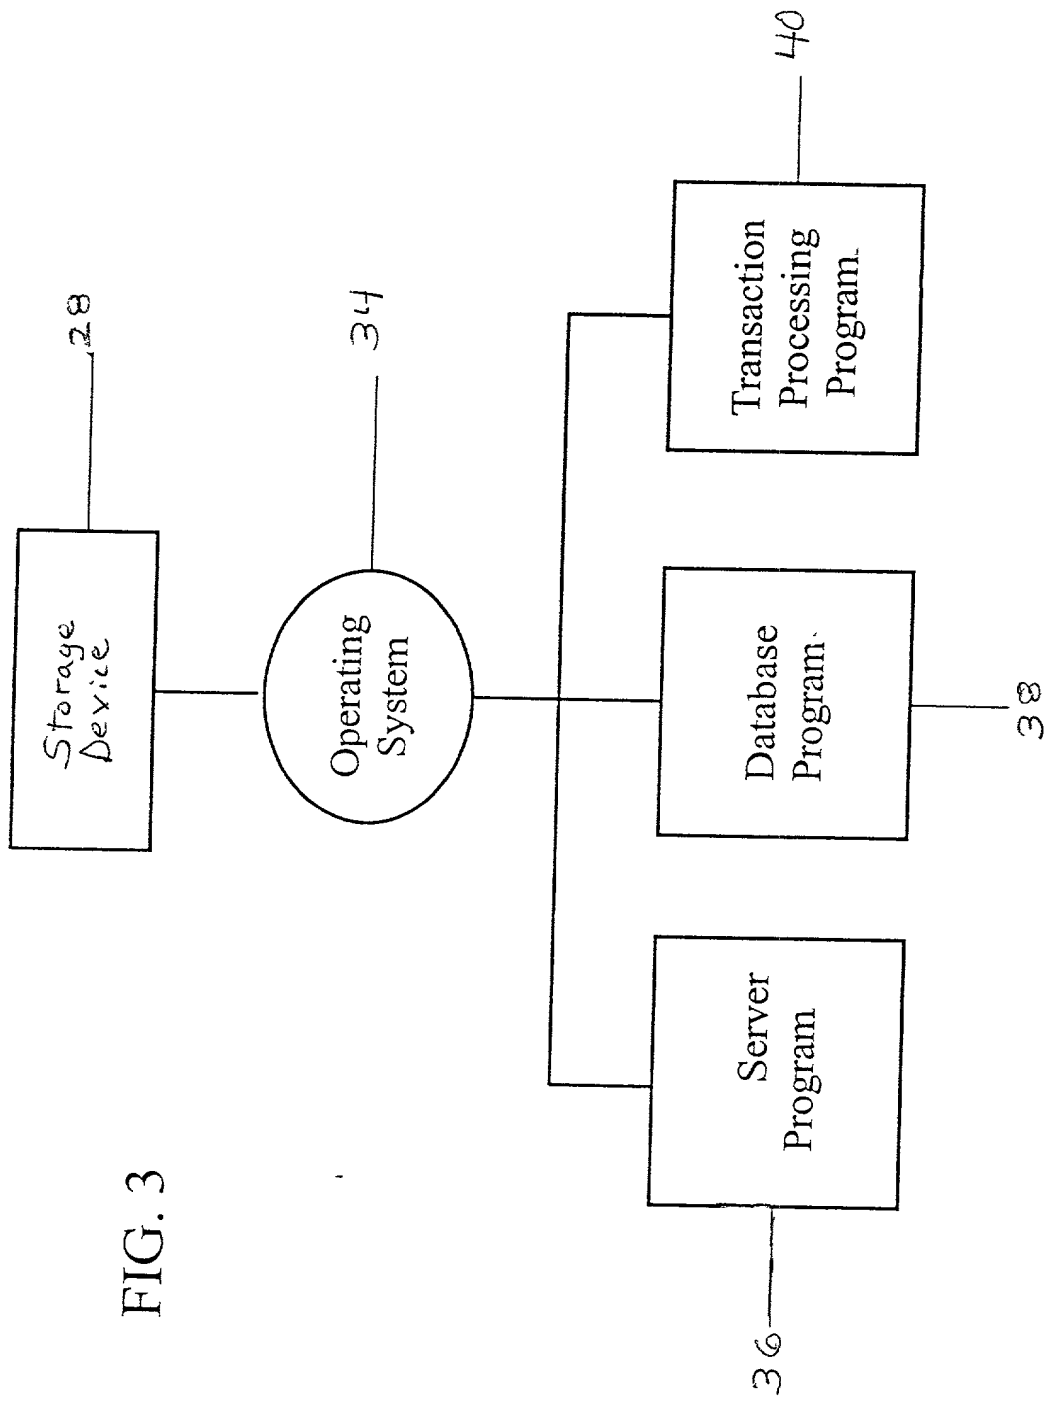 FIG. 3
Storage
Device
28
Operating
System
34
Server
Program
36
Database
Program
38
Transaction
Processing
Program
40